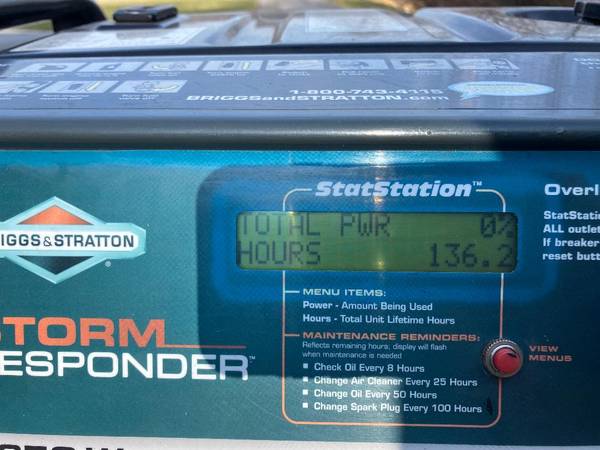 1-800-743-4115
BRIGGSandSTRATTON.com
StatStation™
Overl
TOTAL PWR 0%
HOURS 136.2
StatStatio
ALL outlet
If breaker
reset butt
IGGS&STRATTON
®
MENU ITEMS:
Power - Amount Being Used
Hours - Total Unit Lifetime Hours
STORM
ESPONDER™
MAINTENANCE REMINDERS:
Reflects remaining hours; display will flash
when maintenance is needed
Check Oil Every 8 Hours
Change Air Cleaner Every 25 Hours
Change Oil Every 50 Hours
Change Spark Plug Every 100 Hours
VIEW
MENUS